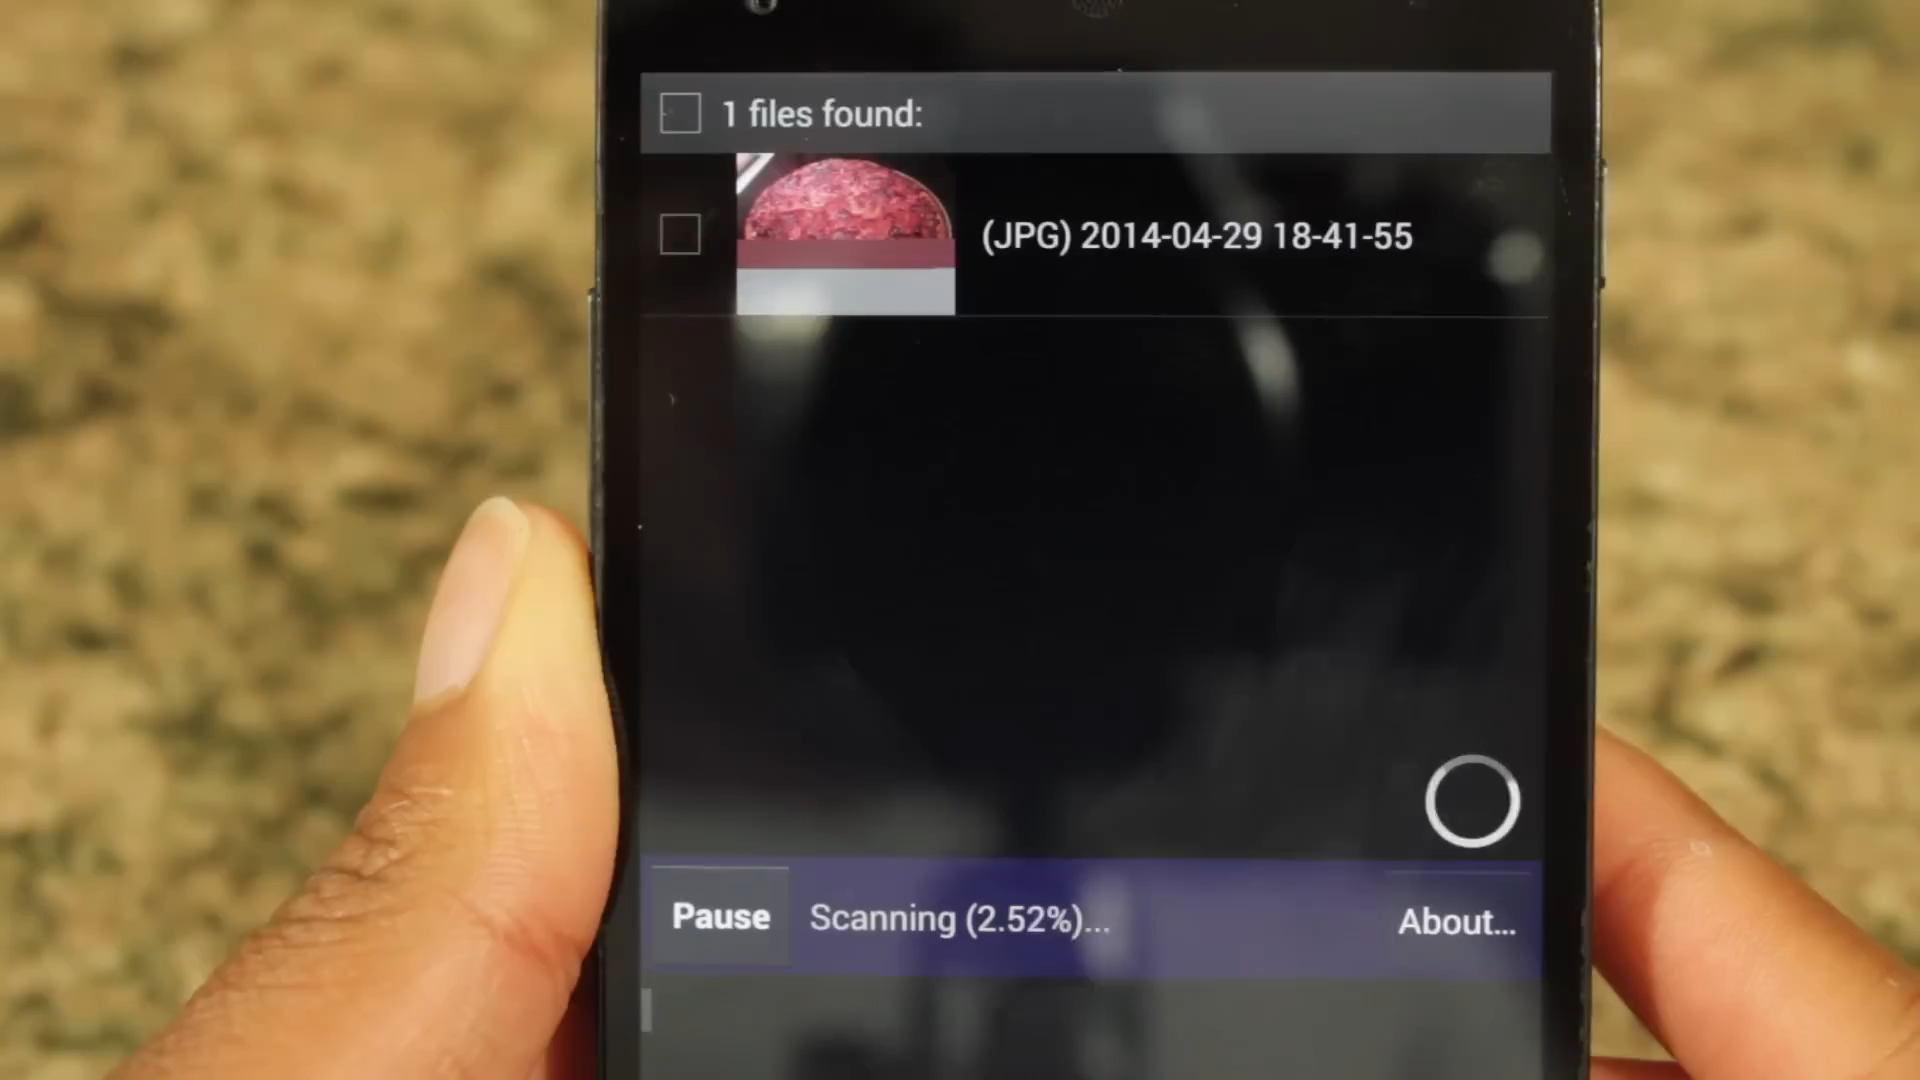 1 files found:
(JPG) 2014-04-29 18-41-55
Pause
Scanning (2.52%)...
About...